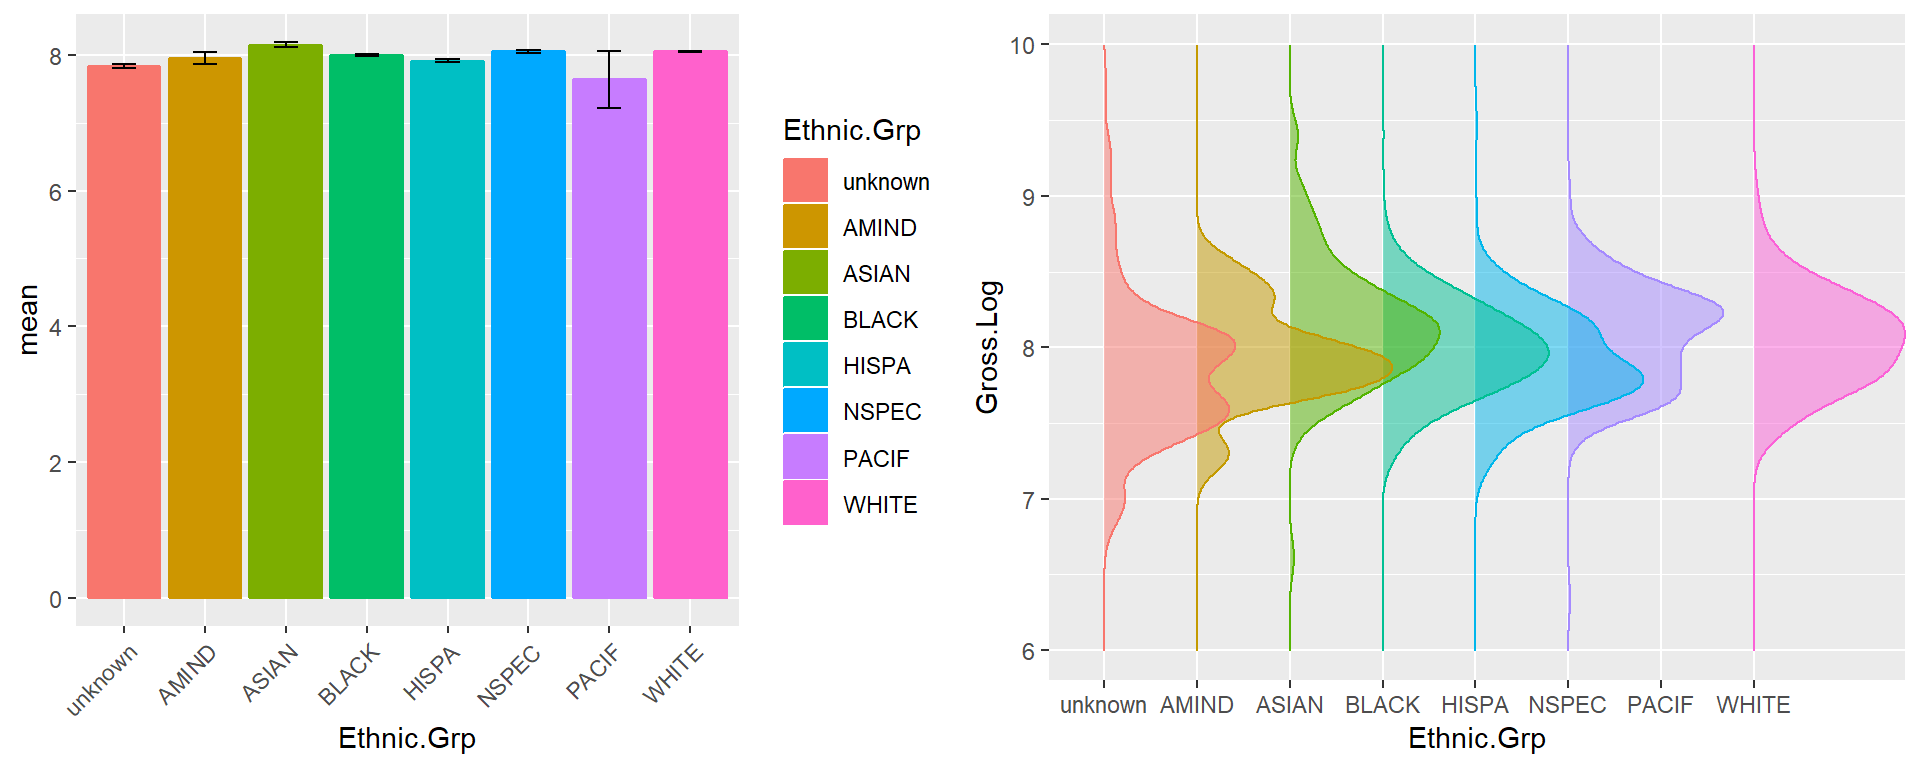 mean
8
6
4
2
0
unknown
AMIND
ASIAN
BLACK
HISPA
NSPEC
PACIF
WHITE
Ethnic.Grp
Ethnic.Grp
unknown
AMIND
ASIAN
BLACK
HISPA
NSPEC
PACIF
WHITE
Gross.Log
10
9
8
7
6
unknown AMIND ASIAN BLACK HISPA NSPEC PACIF WHITE
Ethnic.Grp